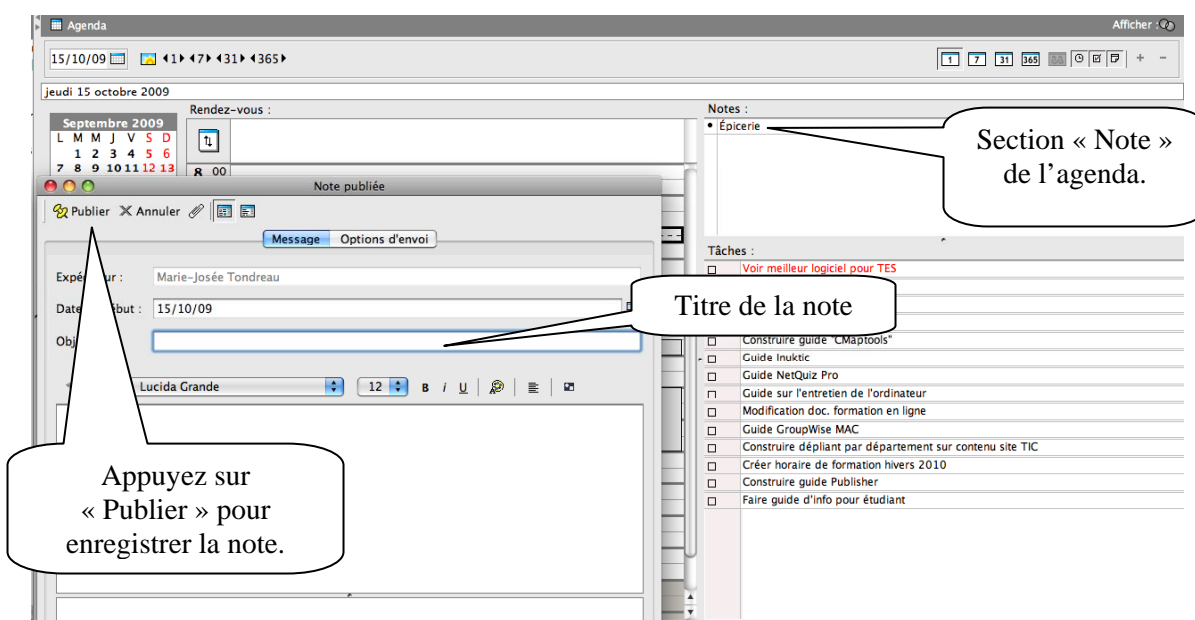 Agenda
Afficher :
15/10/09
1 7 31 365
1 7 31 365
+ -
jeudi 15 octobre 2009
Septembre 2009
L M M J V S D
1 2 3 4 5 6
7 8 9 10 11 12 13
Rendez-vous :
8 00
Notes :
• Épicerie
Section « Note »
de l’agenda.
Note publiée
Publier Annuler
Message Options d'envoi
Marie-Josée Tondreau
15/10/09
Titre de la note
Lucida Grande 12 B I U
Appuyez sur
« Publier » pour
enregistrer la note.
Tâches :
Voir meilleur logiciel pour TES
Construire guide "CMaptools"
Guide Inuktic
Guide NetQuiz Pro
Guide sur l'entretien de l'ordinateur
Modification doc. formation en ligne
Guide GroupWise MAC
Construire dépliant par département sur contenu site TIC
Créer horaire de formation hivers 2010
Construire guide Publisher
Faire guide d'info pour étudiant